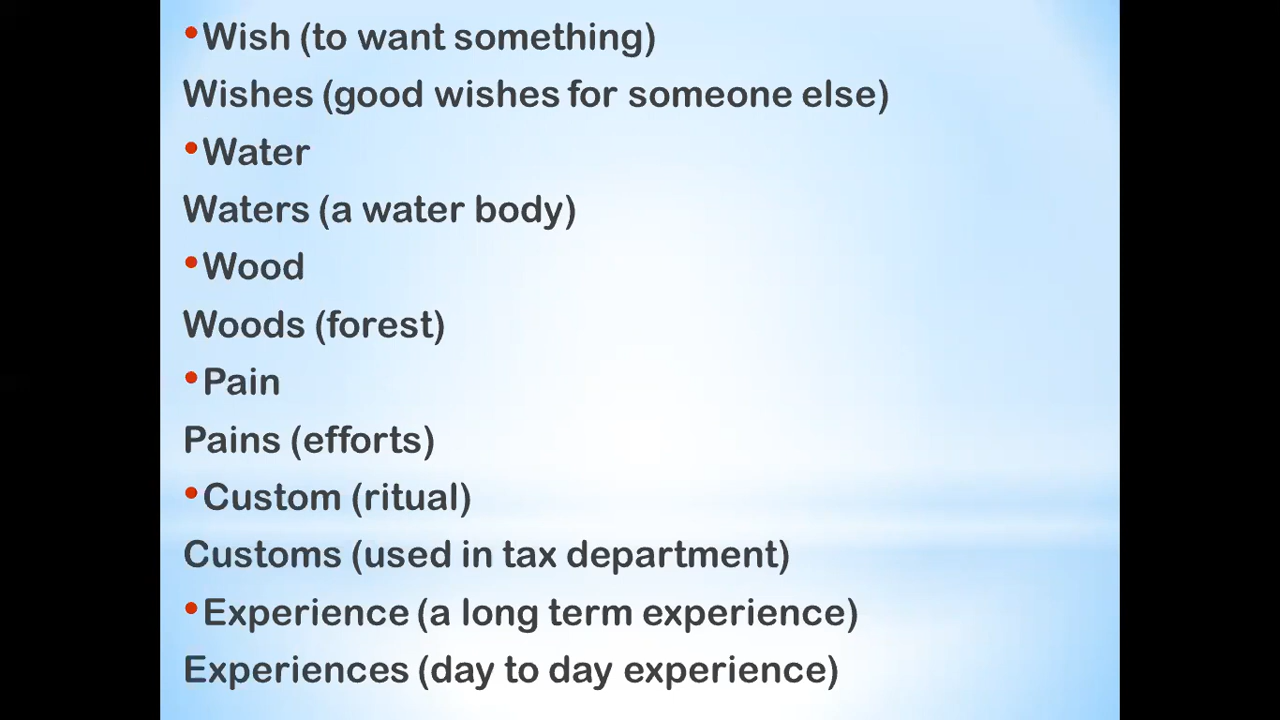 •Wish (to want something)
Wishes (good wishes for someone else)
•Water
Waters (a water body)
•Wood
Woods (forest)
•Pain
Pains (efforts)
•Custom (ritual)
Customs (used in tax department)
•Experience (a long term experience)
Experiences (day to day experience)